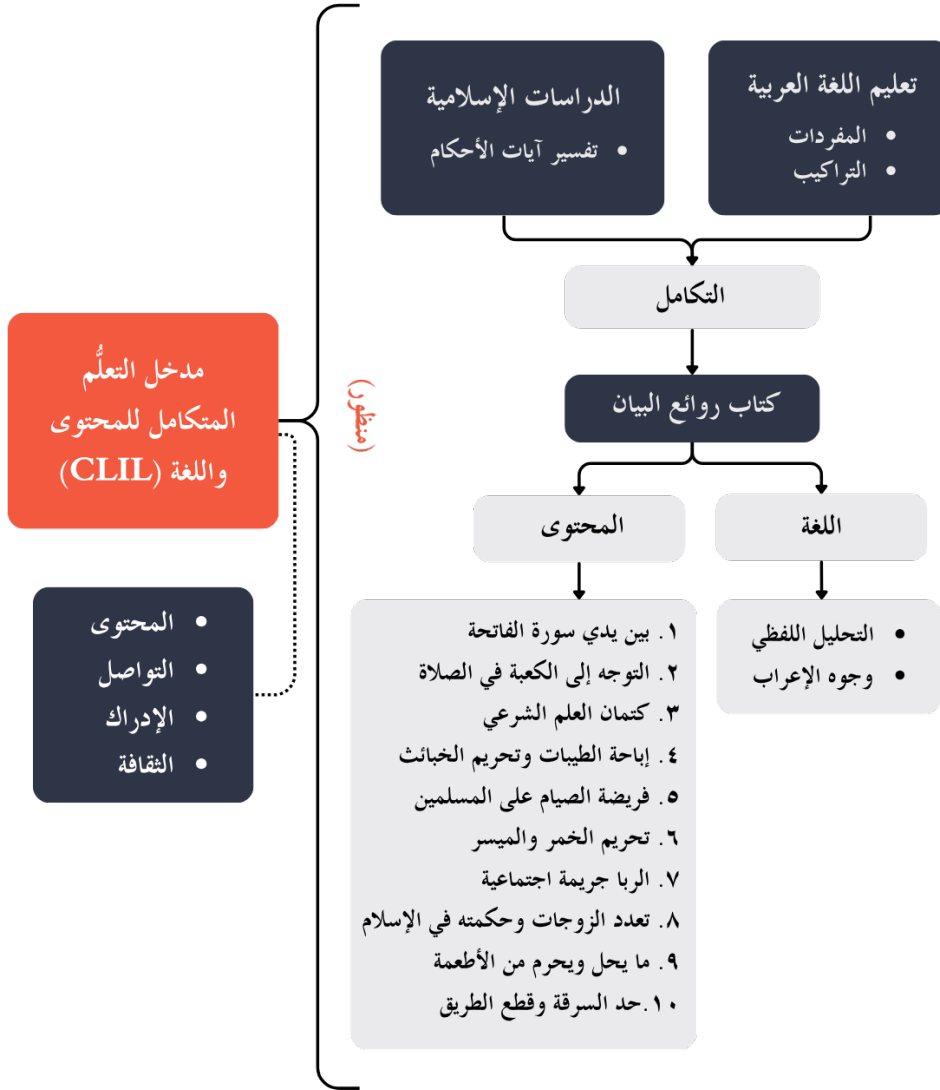 تعليم اللغة العربية
• المفردات
• التراكيب
الدراسات الإسلامية
• تفسير آيات الأحكام
التكامل
كتاب روائع البيان
اللغة
المحتوى
• التحليل اللفظي
• وجوه الإعراب
١. بين يدي سورة الفاتحة
٢. التوجه إلى الكعبة في الصلاة
٣. كتمان العلم الشرعي
٤. إباحة الطيبات وتحريم الخبائث
٥. فريضة الصيام على المسلمين
٦. تحريم الخمر والميسر
٧. الربا جريمة اجتماعية
٨. تعدد الزوجات وحكمته في الإسلام
٩. ما يحل ويحرم من الأطعمة
١٠.حد السرقة وقطع الطريق
(منظور)
مدخل التعلُّم
المتكامل للمحتوى
واللغة (CLIL)
• المحتوى
• التواصل
• الإدراك
• الثقافة